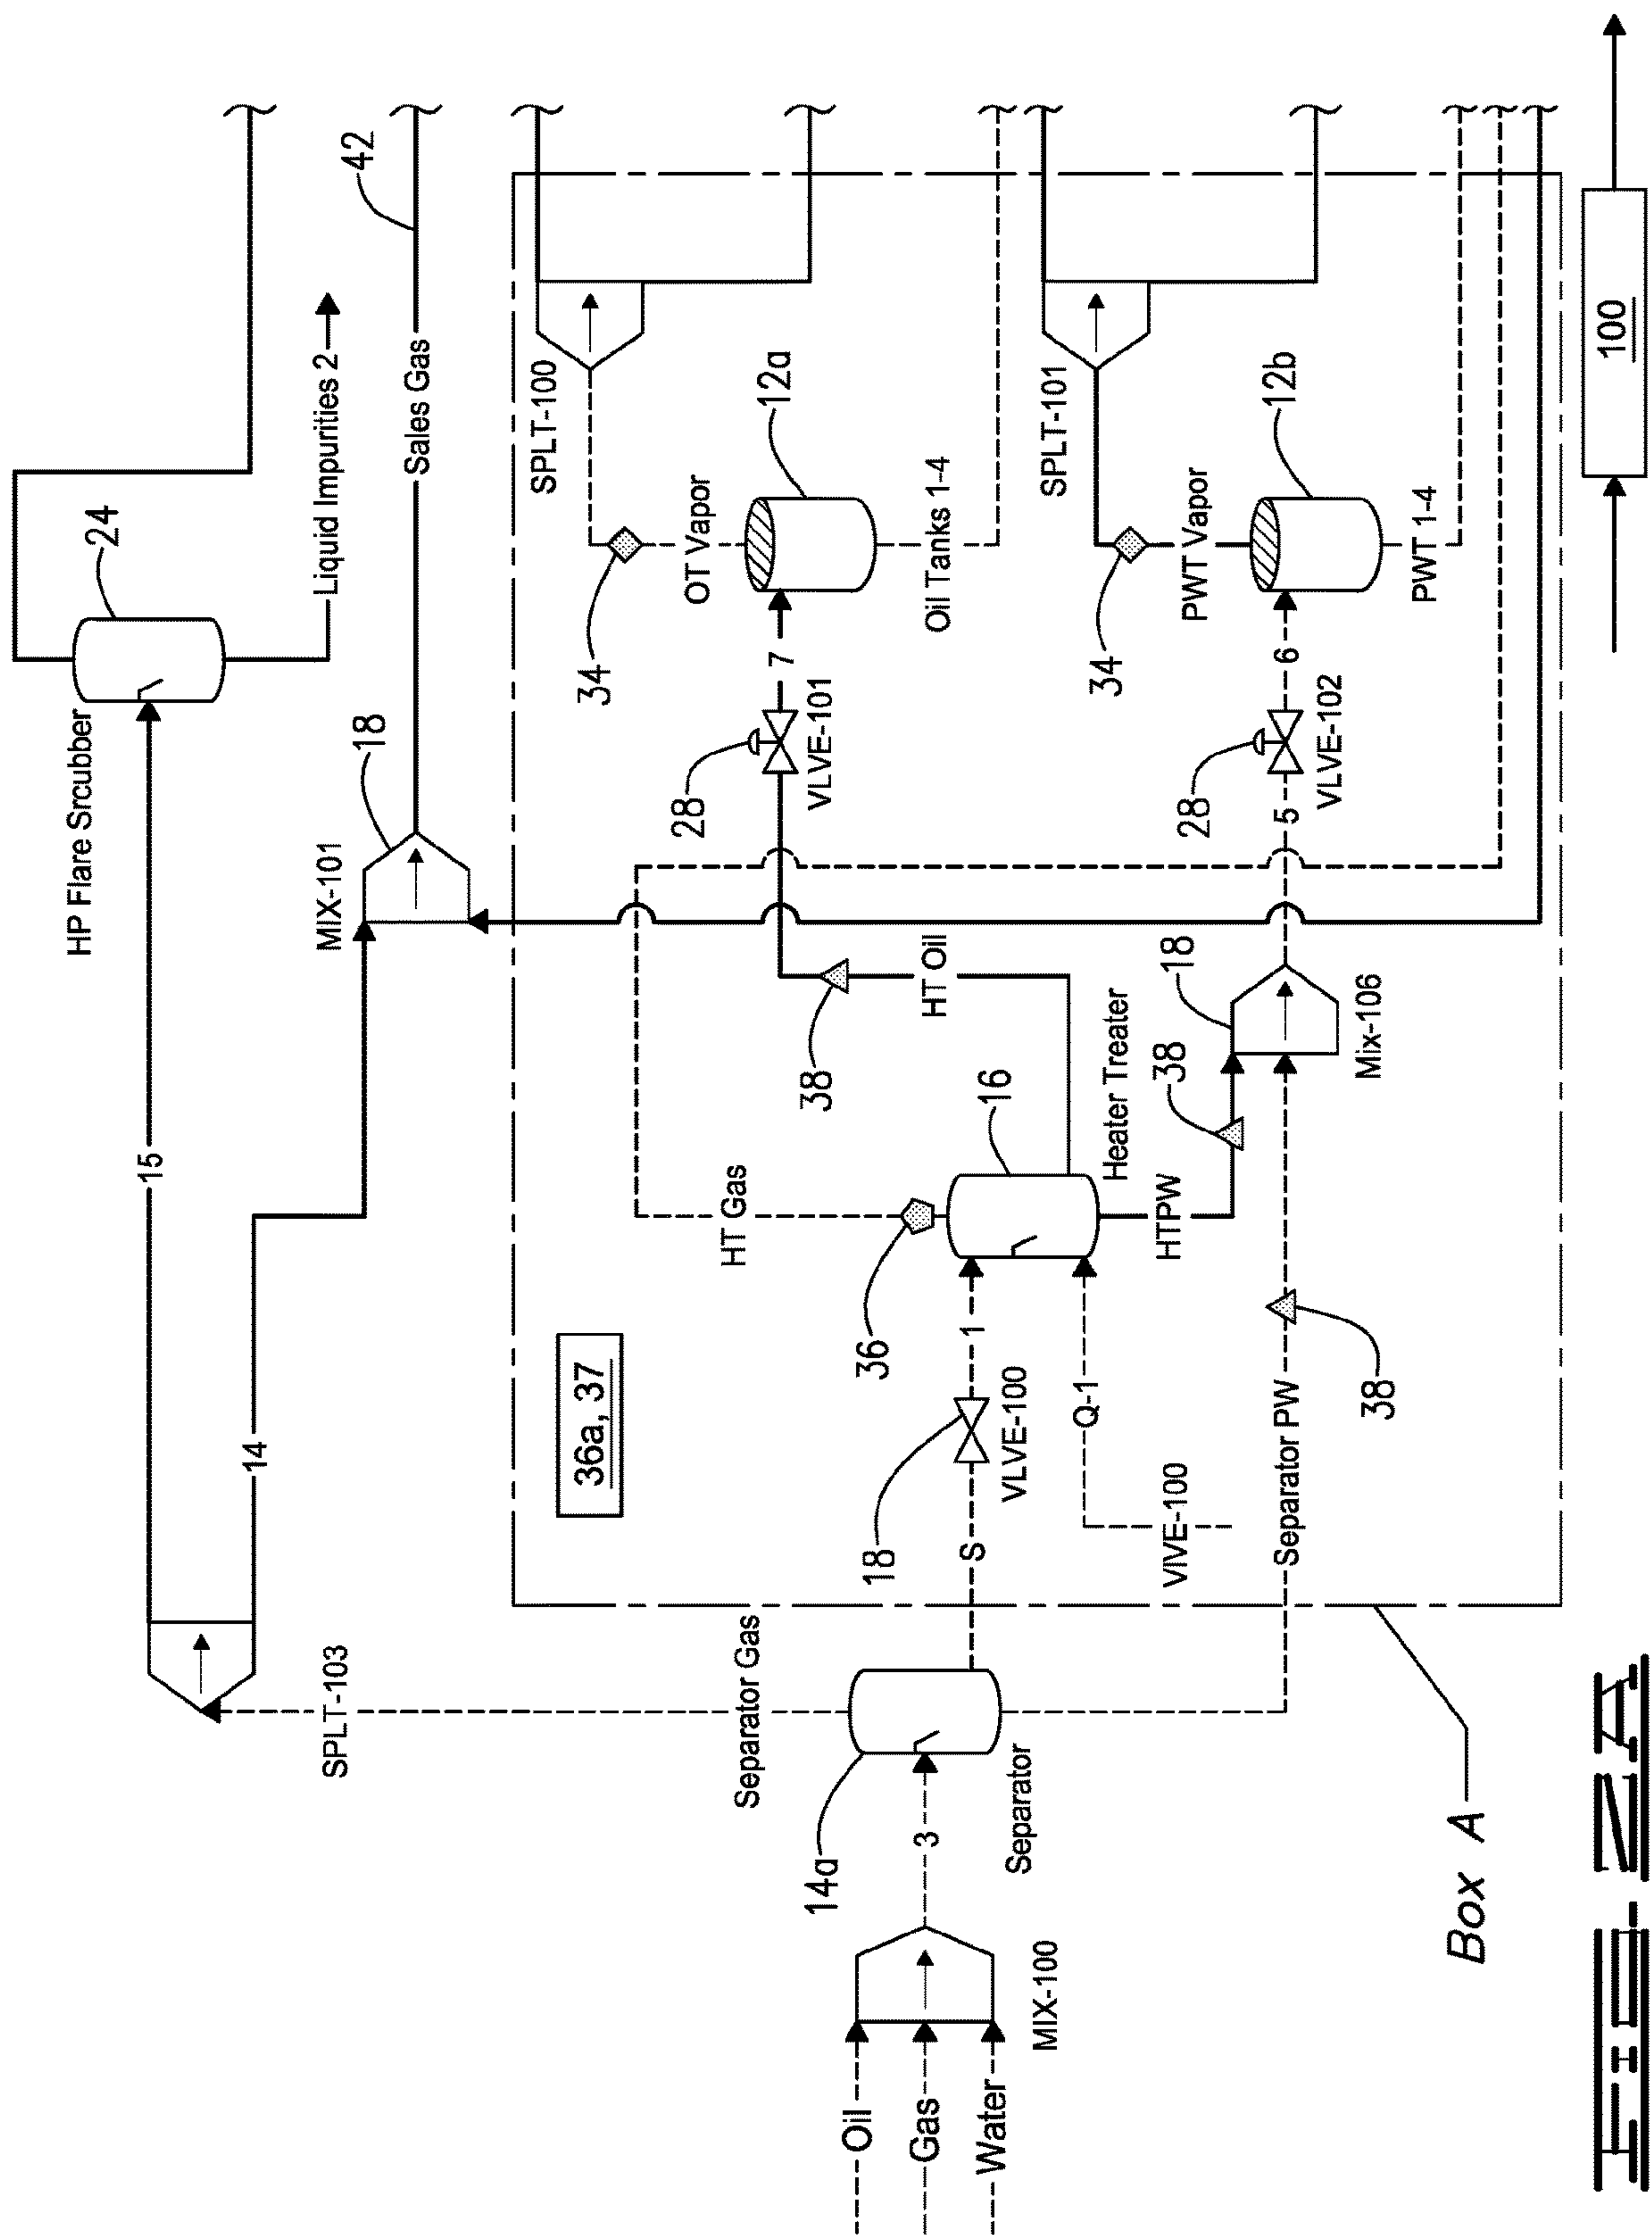 HP Flare Srcubber
24
15
Liquid Impurities 2
SPLT-103
14
MIX-101
18
Sales Gas
42
SPLT-100
36a, 37
HT Gas
34
OT Vapor
12a
Separator Gas
28
7
VLVE-101
38
HT Oil
Oil Tanks 1-4
14a
Oil
Gas
Water
3
Separator
MIX-100
18
S
1
VLVE-100
36
16
Heater Treater
SPLT-101
Q-1
VIVE-100
HTPW
38
18
34
PWT Vapor
12b
28
5
6
VLVE-102
Separator PW
38
Mix-106
PWT 1-4
Box A
100